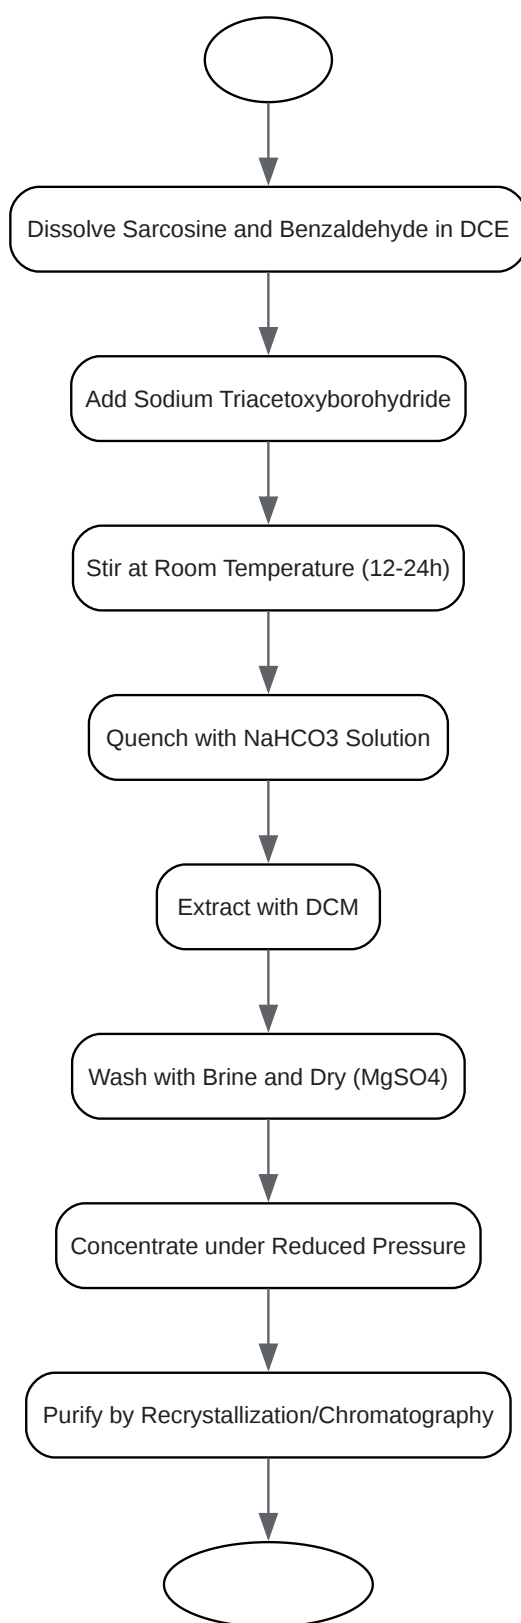 Dissolve Sarcosine and Benzaldehyde in DCE
Add Sodium Triacetoxyborohydride
Stir at Room Temperature (12-24h)
Quench with NaHCO3 Solution
Extract with DCM
Wash with Brine and Dry (MgSO4)
Concentrate under Reduced Pressure
Purify by Recrystallization/Chromatography